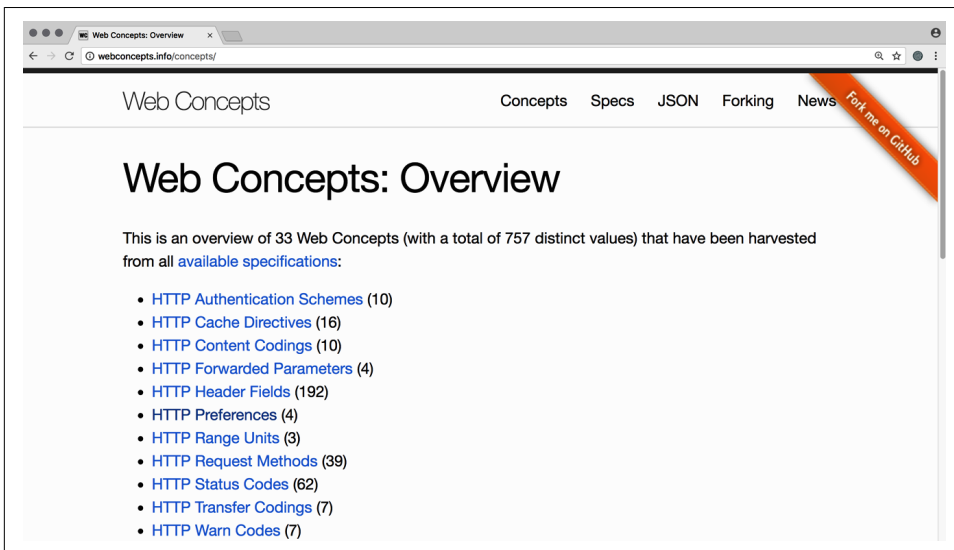 Web Concepts: Overview
webconcepts.info/concepts/
Web Concepts
Concepts Specs JSON Forking News
Fork me on GitHub
Web Concepts: Overview
This is an overview of 33 Web Concepts (with a total of 757 distinct values) that have been harvested
from all available specifications:
• HTTP Authentication Schemes (10)
• HTTP Cache Directives (16)
• HTTP Content Codings (10)
• HTTP Forwarded Parameters (4)
• HTTP Header Fields (192)
• HTTP Preferences (4)
• HTTP Range Units (3)
• HTTP Request Methods (39)
• HTTP Status Codes (62)
• HTTP Transfer Codings (7)
• HTTP Warn Codes (7)